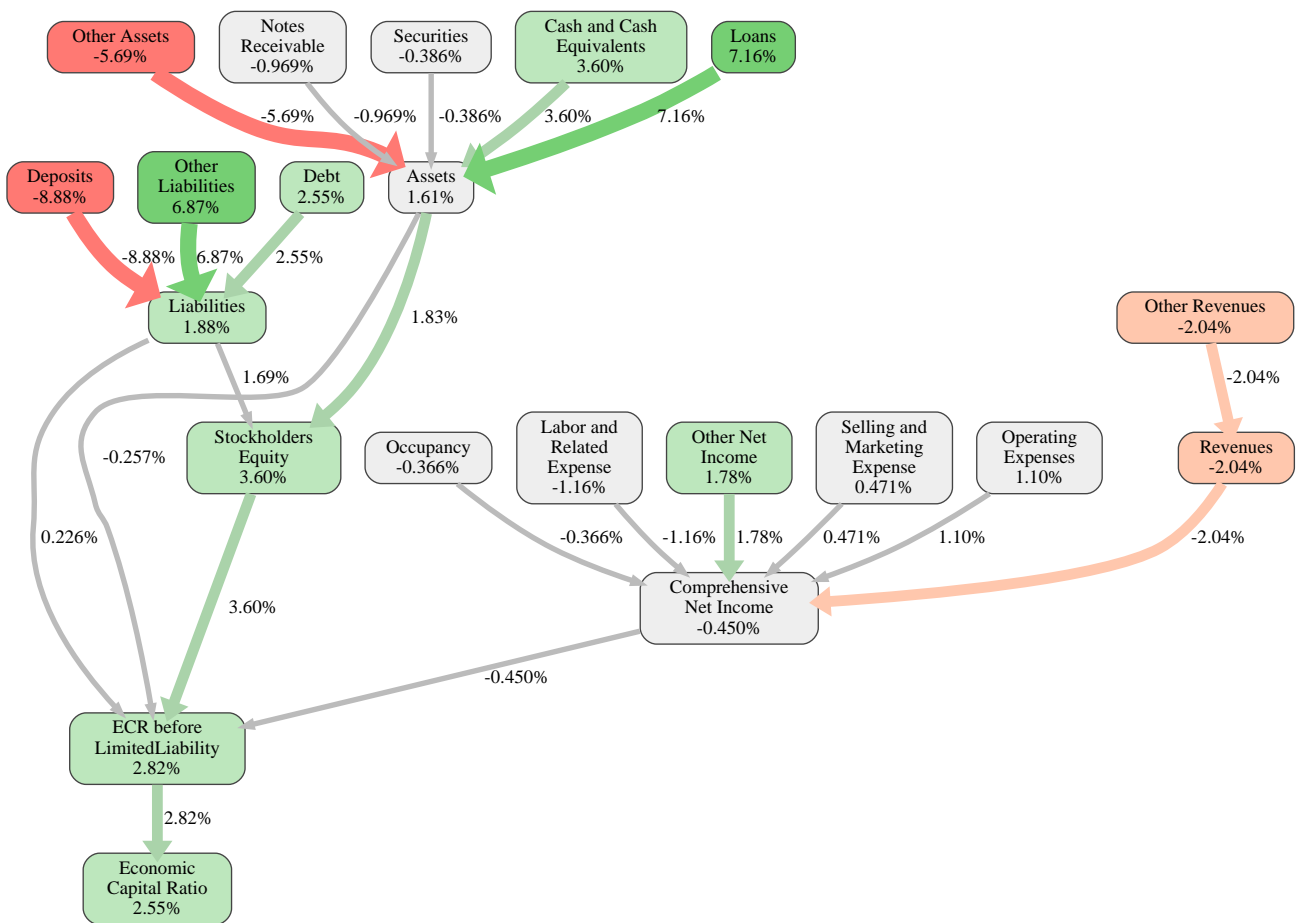 Other Assets
-5.69%
Notes
Receivable
-0.969%
Securities
-0.386%
Cash and Cash
Equivalents
3.60%
Loans
7.16%
-5.69%
-0.969%
-0.386%
3.60%
7.16%
Deposits
-8.88%
Other
Liabilities
6.87%
Debt
2.55%
Assets
1.61%
-8.88%
6.87%
2.55%
Liabilities
1.88%
1.83%
Other Revenues
-2.04%
1.69%
-2.04%
Stockholders
Equity
3.60%
Occupancy
-0.366%
Labor and
Related
Expense
-1.16%
Other Net
Income
1.78%
Selling and
Marketing
Expense
0.471%
Operating
Expenses
1.10%
Revenues
-2.04%
-0.257%
0.226%
-0.366%
-1.16%
1.78%
0.471%
1.10%
-2.04%
3.60%
Comprehensive
Net Income
-0.450%
-0.450%
ECR before
LimitedLiability
2.82%
2.82%
Economic
Capital Ratio
2.55%